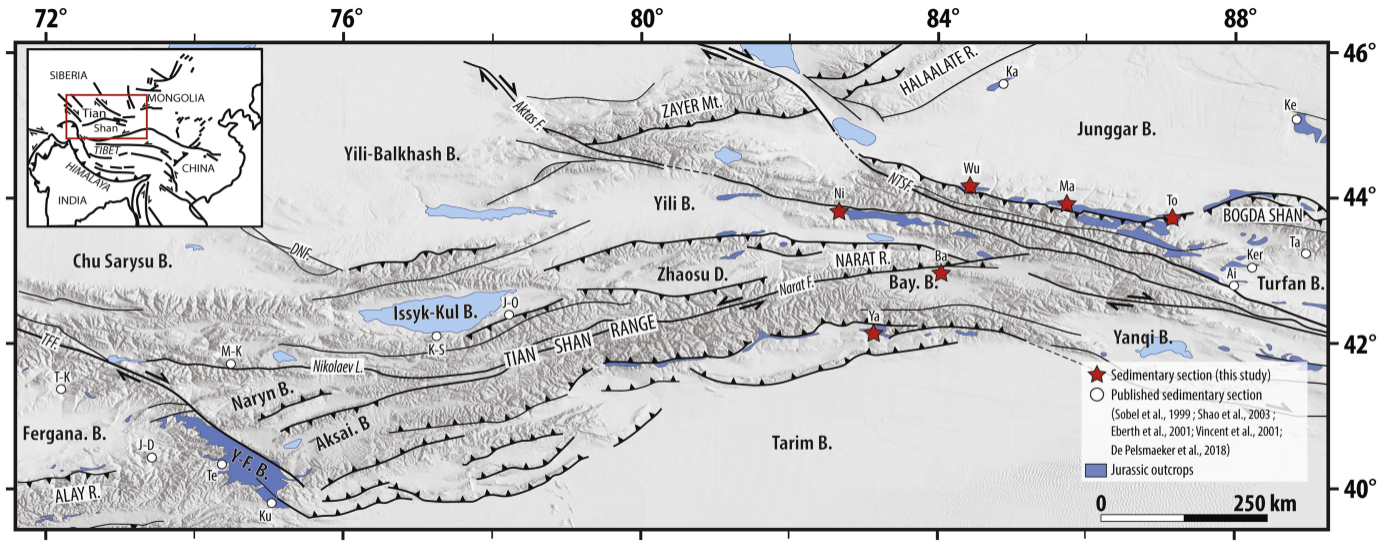 72°
76°
80°
84°
88°
46°
44°
42°
40°
SIBERIA
MONGOLIA
Tian
Shan
TIBET
HIMALAYA
CHINA
INDIA
Aktas F.
ZAYER Mt.
HALAALATE R.
Ka
Ke
Junggar B.
Yili-Balkhash B.
NTSF
Wu
Ma
To
Ni
Yili B.
BOGDA SHAN
Ta
Ker
Ai
Turfan B.
DNF
Chu Sarysu B.
Zhaosu D.
NARAT R.
Ba
Bay. B.
Narat F.
Issyk-Kul B.
J-O
K-S
TIAN SHAN RANGE
Ya
Yanqi B.
TFF
M-K
Nikolaev L.
T-K
Naryn B.
Aksai. B
Fergana. B.
J-D
Te
Y-F. B.
Ku
ALAY R.
Tarim B.
Sedimentary section (this study)
Published sedimentary section
(Sobel et al., 1999 ; Shao et al., 2003 ;
Eberth et al., 2001; Vincent et al., 2001;
De Pelsmaeker et al., 2018)
Jurassic outcrops
0 250 km